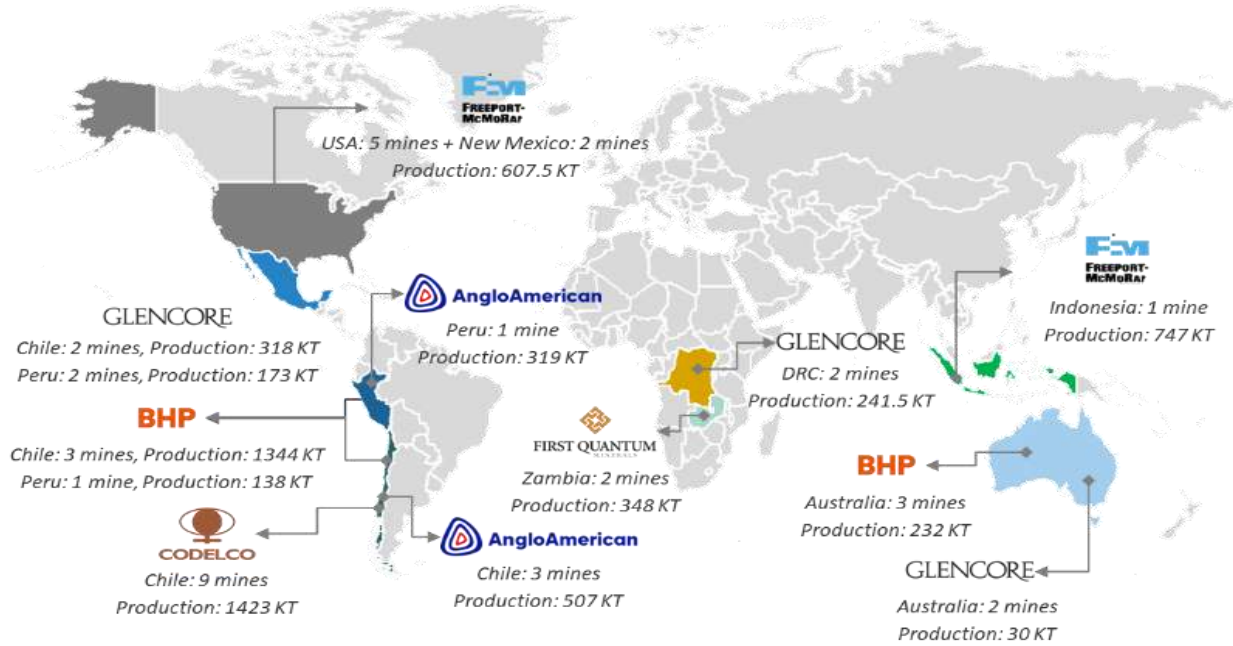 FCX
FREEPORT-
McMoRan
USA: 5 mines + New Mexico: 2 mines
Production: 607.5 KT
FCX
FREEPORT-
McMoRan
Indonesia: 1 mine
Production: 747 KT
AngloAmerican
Peru: 1 mine
Production: 319 KT
GLENCORE
Chile: 2 mines, Production: 318 KT
Peru: 2 mines, Production: 173 KT
BHP
Chile: 3 mines, Production: 1344 KT
Peru: 1 mine, Production: 138 KT
CODELCO
Chile: 9 mines
Production: 1423 KT
AngloAmerican
Chile: 3 mines
Production: 507 KT
FIRST QUANTUM
MINERALS
Zambia: 2 mines
Production: 348 KT
GLENCORE
DRC: 2 mines
Production: 241.5 KT
BHP
Australia: 3 mines
Production: 232 KT
GLENCORE
Australia: 2 mines
Production: 30 KT